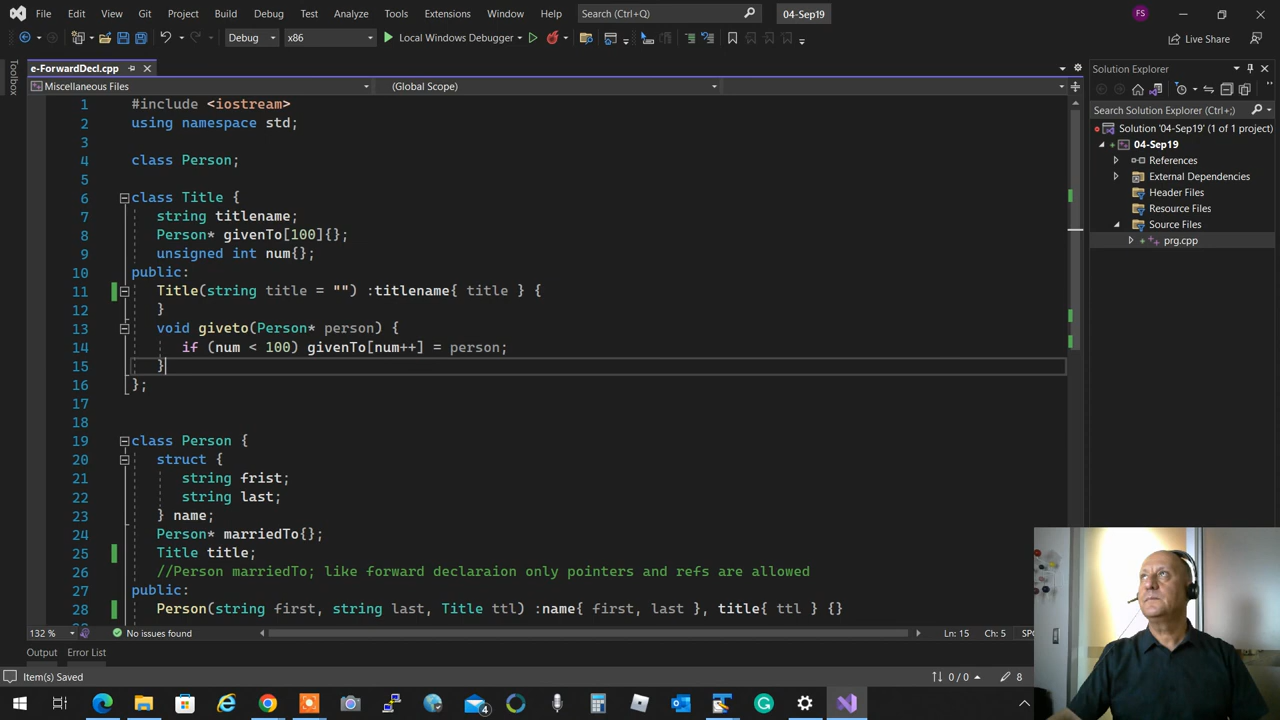 File Edit View Git Project Build Debug Test Analyze Tools Extensions Window Help Search (Ctrl+Q) 04-Sep19 FS
Debug x86 Local Windows Debugger Live Share
Toolbox
e-ForwardDecl.cpp
Miscellaneous Files (Global Scope)
1 #include <iostream>
2 using namespace std;
3
4 class Person;
5
6 class Title {
7 string titlename;
8 Person* givenTo[100]{};
9 unsigned int num{};
10 public:
11 Title(string title = "") :titlename{ title } {
12 }
13 void giveto(Person* person) {
14 if (num < 100) givenTo[num++] = person;
15 }
16 };
17
18
19 class Person {
20 struct {
21 string frist;
22 string last;
23 } name;
24 Person* marriedTo{};
25 Title title;
26 //Person marriedTo; like forward declaraion only pointers and refs are allowed
27 public:
28 Person(string first, string last, Title ttl) :name{ first, last }, title{ ttl } {}
132 % No issues found Ln: 15 Ch: 5 SPC
Output Error List
Item(s) Saved 0 / 0 8
Solution Explorer
Search Solution Explorer (Ctrl+;)
Solution '04-Sep19' (1 of 1 project)
04-Sep19
References
External Dependencies
Header Files
Resource Files
Source Files
prg.cpp
4